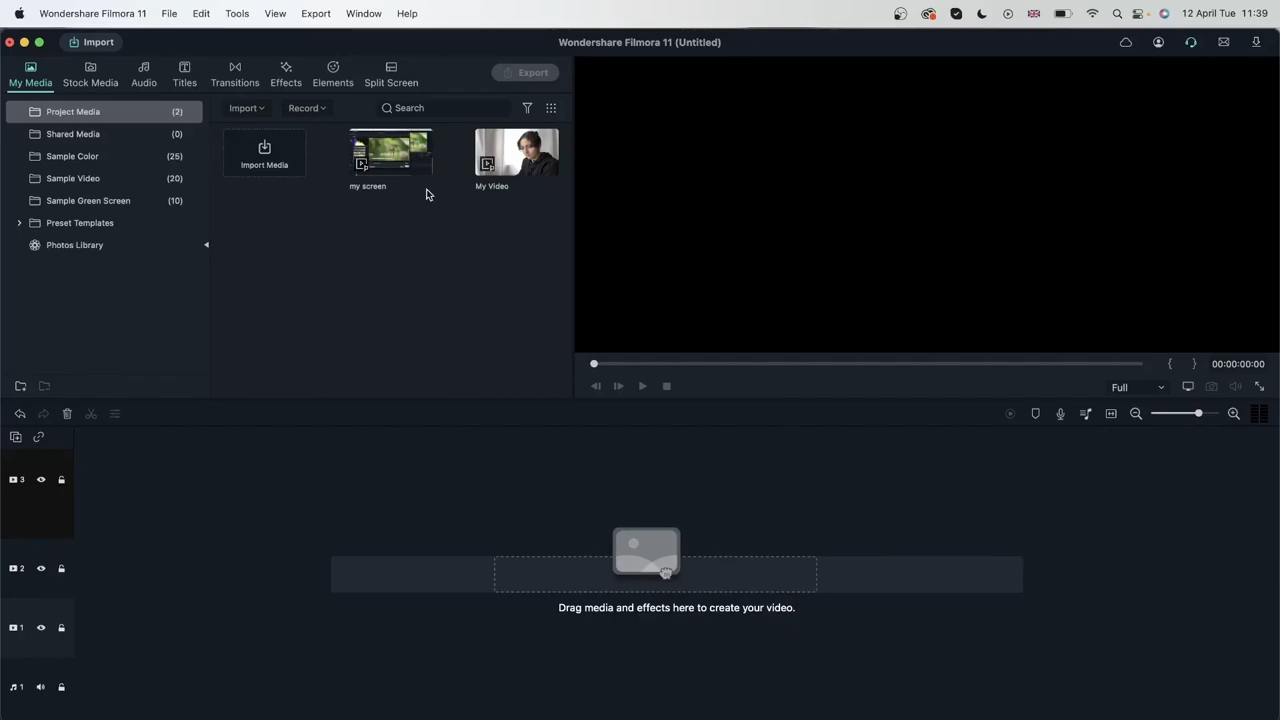 Wondershare Filmora 11 File Edit Tools View Export Window Help 12 April Tue 11:39
Import Wondershare Filmora 11 (Untitled)
My Media Stock Media Audio Titles Transitions Effects Elements Split Screen Export
Project Media (2) Import Record Search
Shared Media (0)
Sample Color (25)
Import Media
Sample Video (20)
my screen My Video
Sample Green Screen (10)
Preset Templates
Photos Library
00:00:00:00
Full
3
2
Drag media and effects here to create your video.
1
1